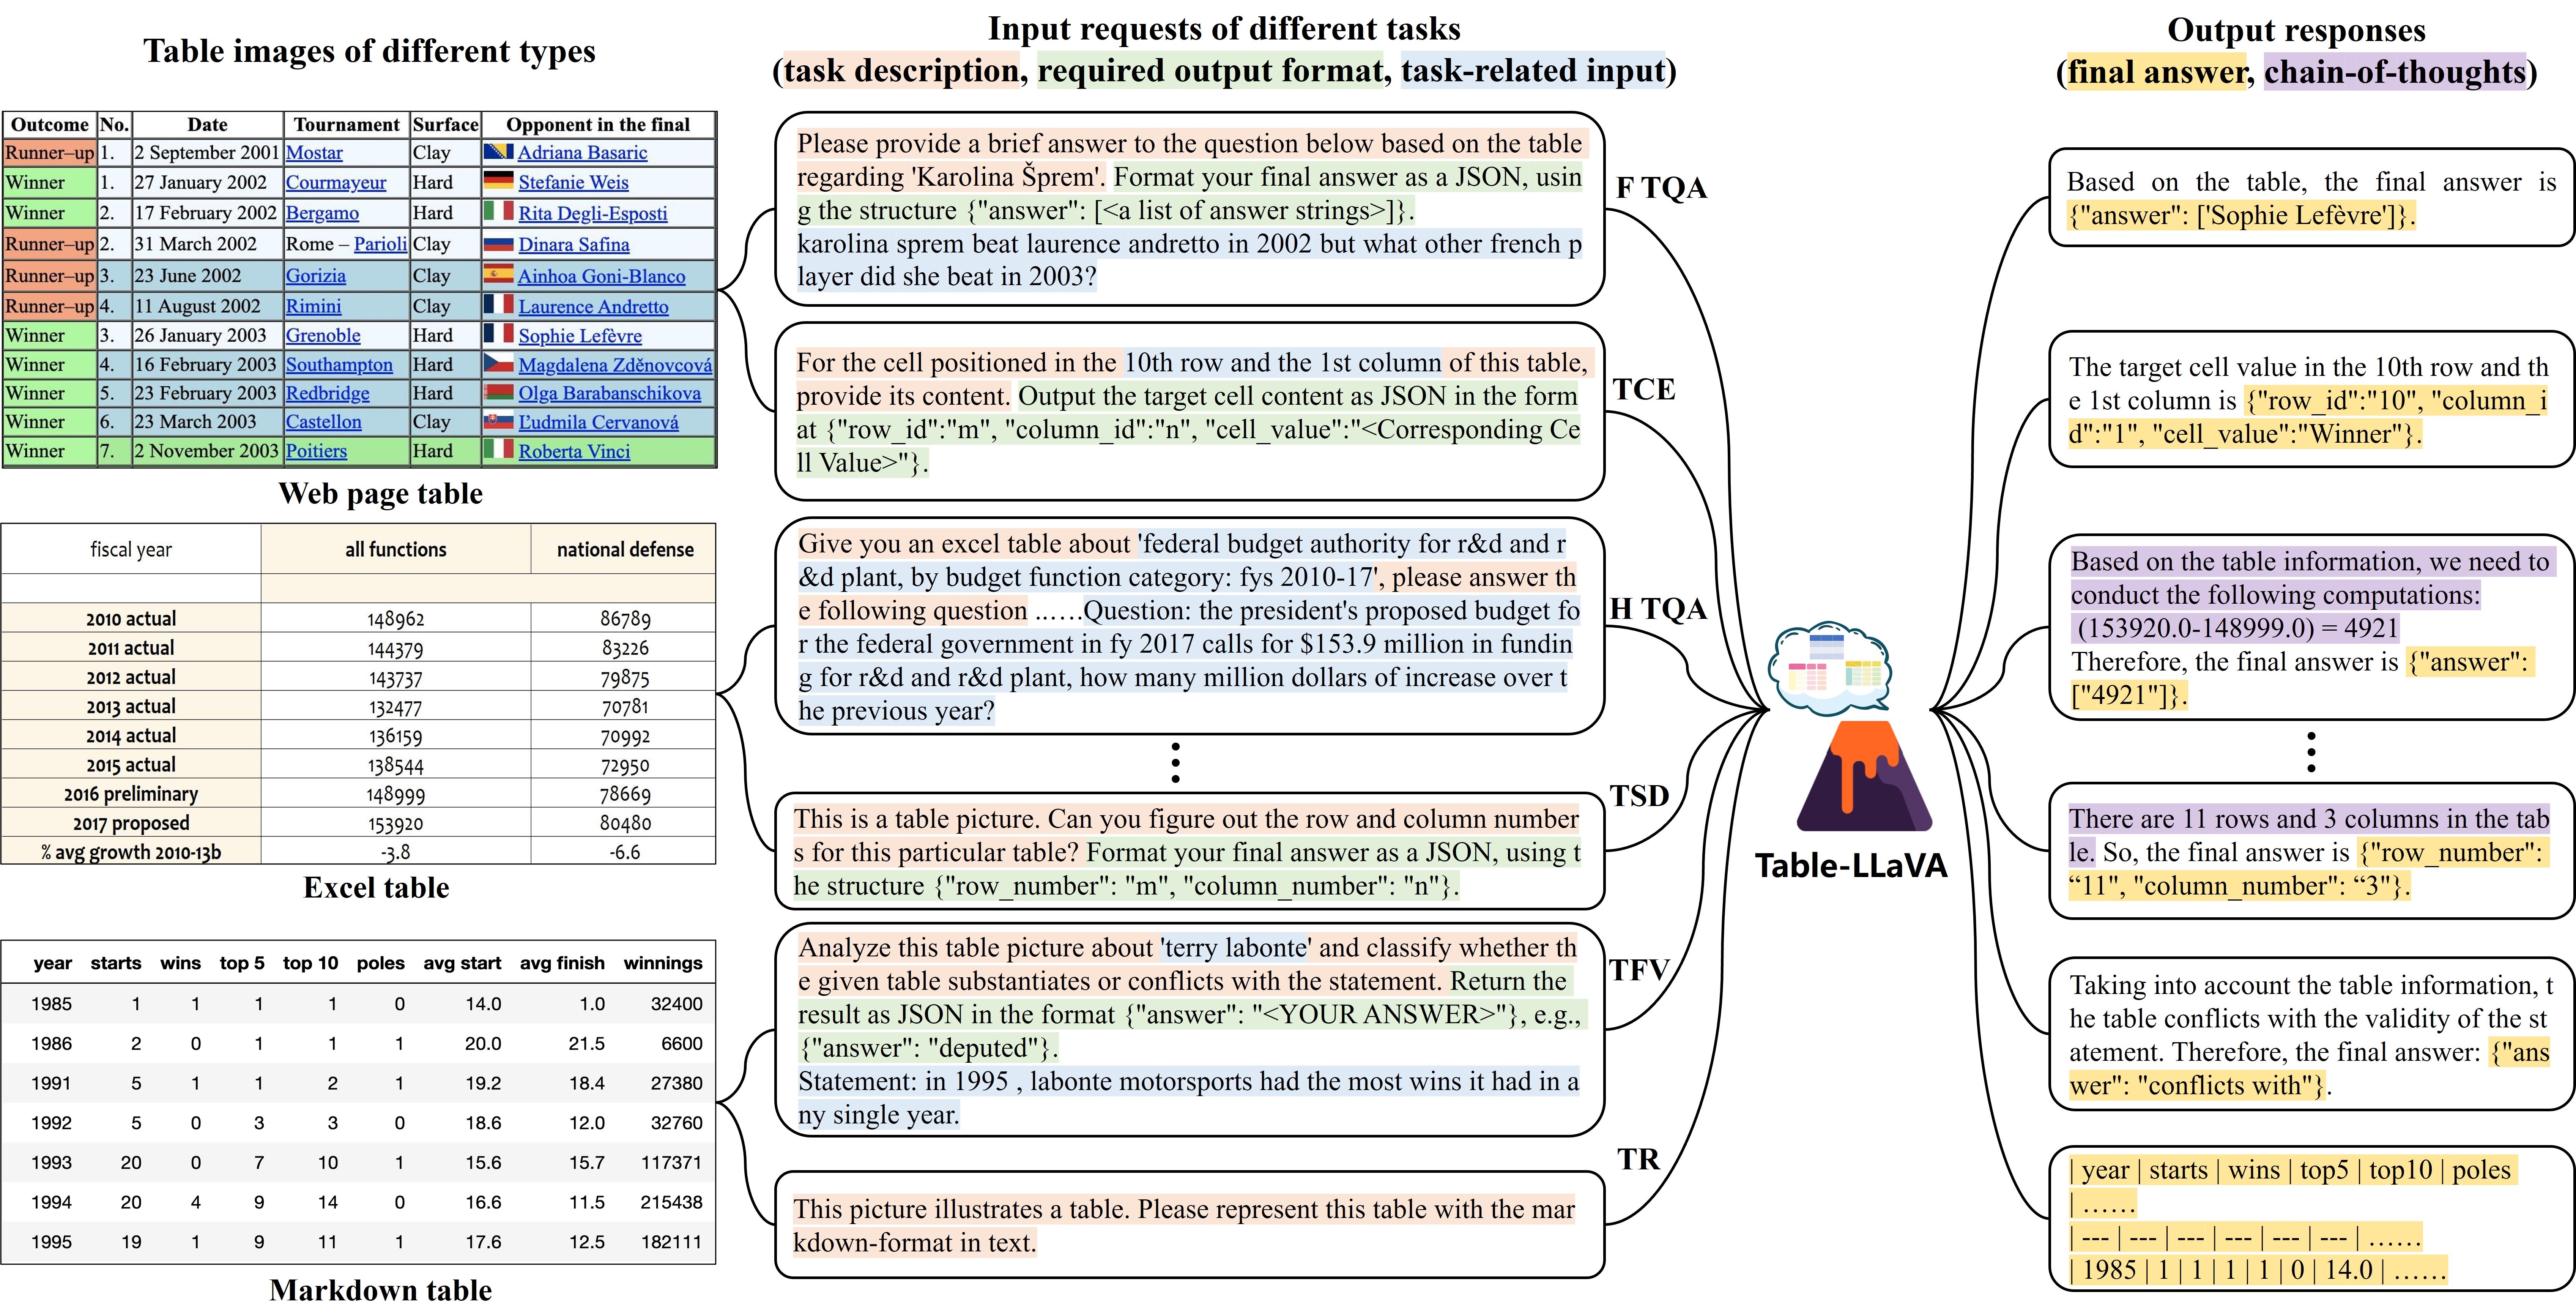 Table images of different types
Outcome No. Date Tournament Surface Opponent in the final
Runner–up 1. 2 September 2001 Mostar Clay Adriana Basaric
Winner 1. 27 January 2002 Courmayeur Hard Stefanie Weis
Winner 2. 17 February 2002 Bergamo Hard Rita Degli-Esposti
Runner–up 2. 31 March 2002 Rome – Parioli Clay Dinara Safina
Runner–up 3. 23 June 2002 Gorizia Clay Ainhoa Goni-Blanco
Runner–up 4. 11 August 2002 Rimini Clay Laurence Andretto
Winner 3. 26 January 2003 Grenoble Hard Sophie Lefèvre
Winner 4. 16 February 2003 Southampton Hard Magdalena Zděnovcová
Winner 5. 23 February 2003 Redbridge Hard Olga Barabanschikova
Winner 6. 23 March 2003 Castellon Clay Ľudmila Cervanová
Winner 7. 2 November 2003 Poitiers Hard Roberta Vinci
Web page table
fiscal year all functions national defense
2010 actual 148962 86789
2011 actual 144379 83226
2012 actual 143737 79875
2013 actual 132477 70781
2014 actual 136159 70992
2015 actual 138544 72950
2016 preliminary 148999 78669
2017 proposed 153920 80480
% avg growth 2010-13b -3.8 -6.6
Excel table
year starts wins top 5 top 10 poles avg start avg finish winnings
1985 1 1 1 1 0 14.0 1.0 32400
1986 2 0 1 1 1 20.0 21.5 6600
1991 5 1 1 2 1 19.2 18.4 27380
1992 5 0 3 3 0 18.6 12.0 32760
1993 20 0 7 10 1 15.6 15.7 117371
1994 20 4 9 14 0 16.6 11.5 215438
1995 19 1 9 11 1 17.6 12.5 182111
Markdown table
Input requests of different tasks
(task description, required output format, task-related input)
Please provide a brief answer to the question below based on the table
regarding 'Karolina Šprem'. Format your final answer as a JSON, usin
g the structure {"answer": [<a list of answer strings>]}.
karolina sprem beat laurence andretto in 2002 but what other french p
layer did she beat in 2003?
F TQA
For the cell positioned in the 10th row and the 1st column of this table,
provide its content. Output the target cell content as JSON in the form
at {"row_id":"m", "column_id":"n", "cell_value":"<Corresponding Ce
ll Value>"}.
TCE
Give you an excel table about 'federal budget authority for r&d and r
&d plant, by budget function category: fys 2010-17', please answer th
e following question ……Question: the president's proposed budget fo
r the federal government in fy 2017 calls for $153.9 million in fundin
g for r&d and r&d plant, how many million dollars of increase over t
he previous year?
H TQA
This is a table picture. Can you figure out the row and column number
s for this particular table? Format your final answer as a JSON, using t
he structure {"row_number": "m", "column_number": "n"}.
TSD
Analyze this table picture about 'terry labonte' and classify whether th
e given table substantiates or conflicts with the statement. Return the
result as JSON in the format {"answer": "<YOUR ANSWER>"}, e.g.,
{"answer": "deputed"}.
Statement: in 1995 , labonte motorsports had the most wins it had in a
ny single year.
TFV
This picture illustrates a table. Please represent this table with the mar
kdown-format in text.
TR
Table-LLaVA
Output responses
(final answer, chain-of-thoughts)
Based on the table, the final answer is
{"answer": ['Sophie Lefèvre']}.
The target cell value in the 10th row and th
e 1st column is {"row_id":"10", "column_i
d":"1", "cell_value":"Winner"}.
Based on the table information, we need to
conduct the following computations:
(153920.0-148999.0) = 4921
Therefore, the final answer is {"answer":
["4921"]}.
There are 11 rows and 3 columns in the tab
le. So, the final answer is {"row_number":
“11", "column_number": “3"}.
Taking into account the table information, t
he table conflicts with the validity of the st
atement. Therefore, the final answer: {"ans
wer": "conflicts with"}.
| year | starts | wins | top5 | top10 | poles
| ……
| --- | --- | --- | --- | --- | --- | ……
| 1985 | 1 | 1 | 1 | 1 | 0 | 14.0 | ……